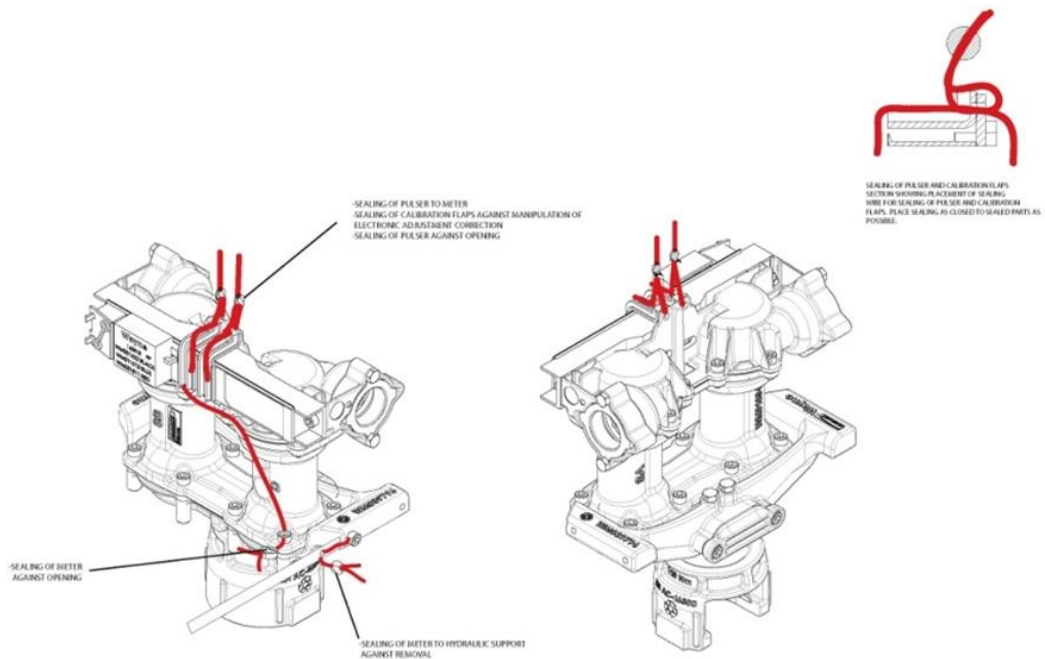 SEALING OF PULSER AND CALIBRATION FLAPS
SECTION SHOWING PLACEMENT OF SEALING
WIRE FOR SEALING OF PULSER AND CALIBRATION
FLAPS. PLACE SEALING AS CLOSED TO SEALED PARTS AS
POSSIBLE.
-SEALING OF PULSER TO METER
-SEALING OF CALIBRATION FLAPS AGAINST MANIPULATION OF
ELECTRONIC ADJUSTMENT CORRECTION
-SEALING OF PULSER AGAINST OPENING
-SEALING OF METER
AGAINST OPENING
-SEALING OF METER TO HYDRAULIC SUPPORT
AGAINST REMOVAL